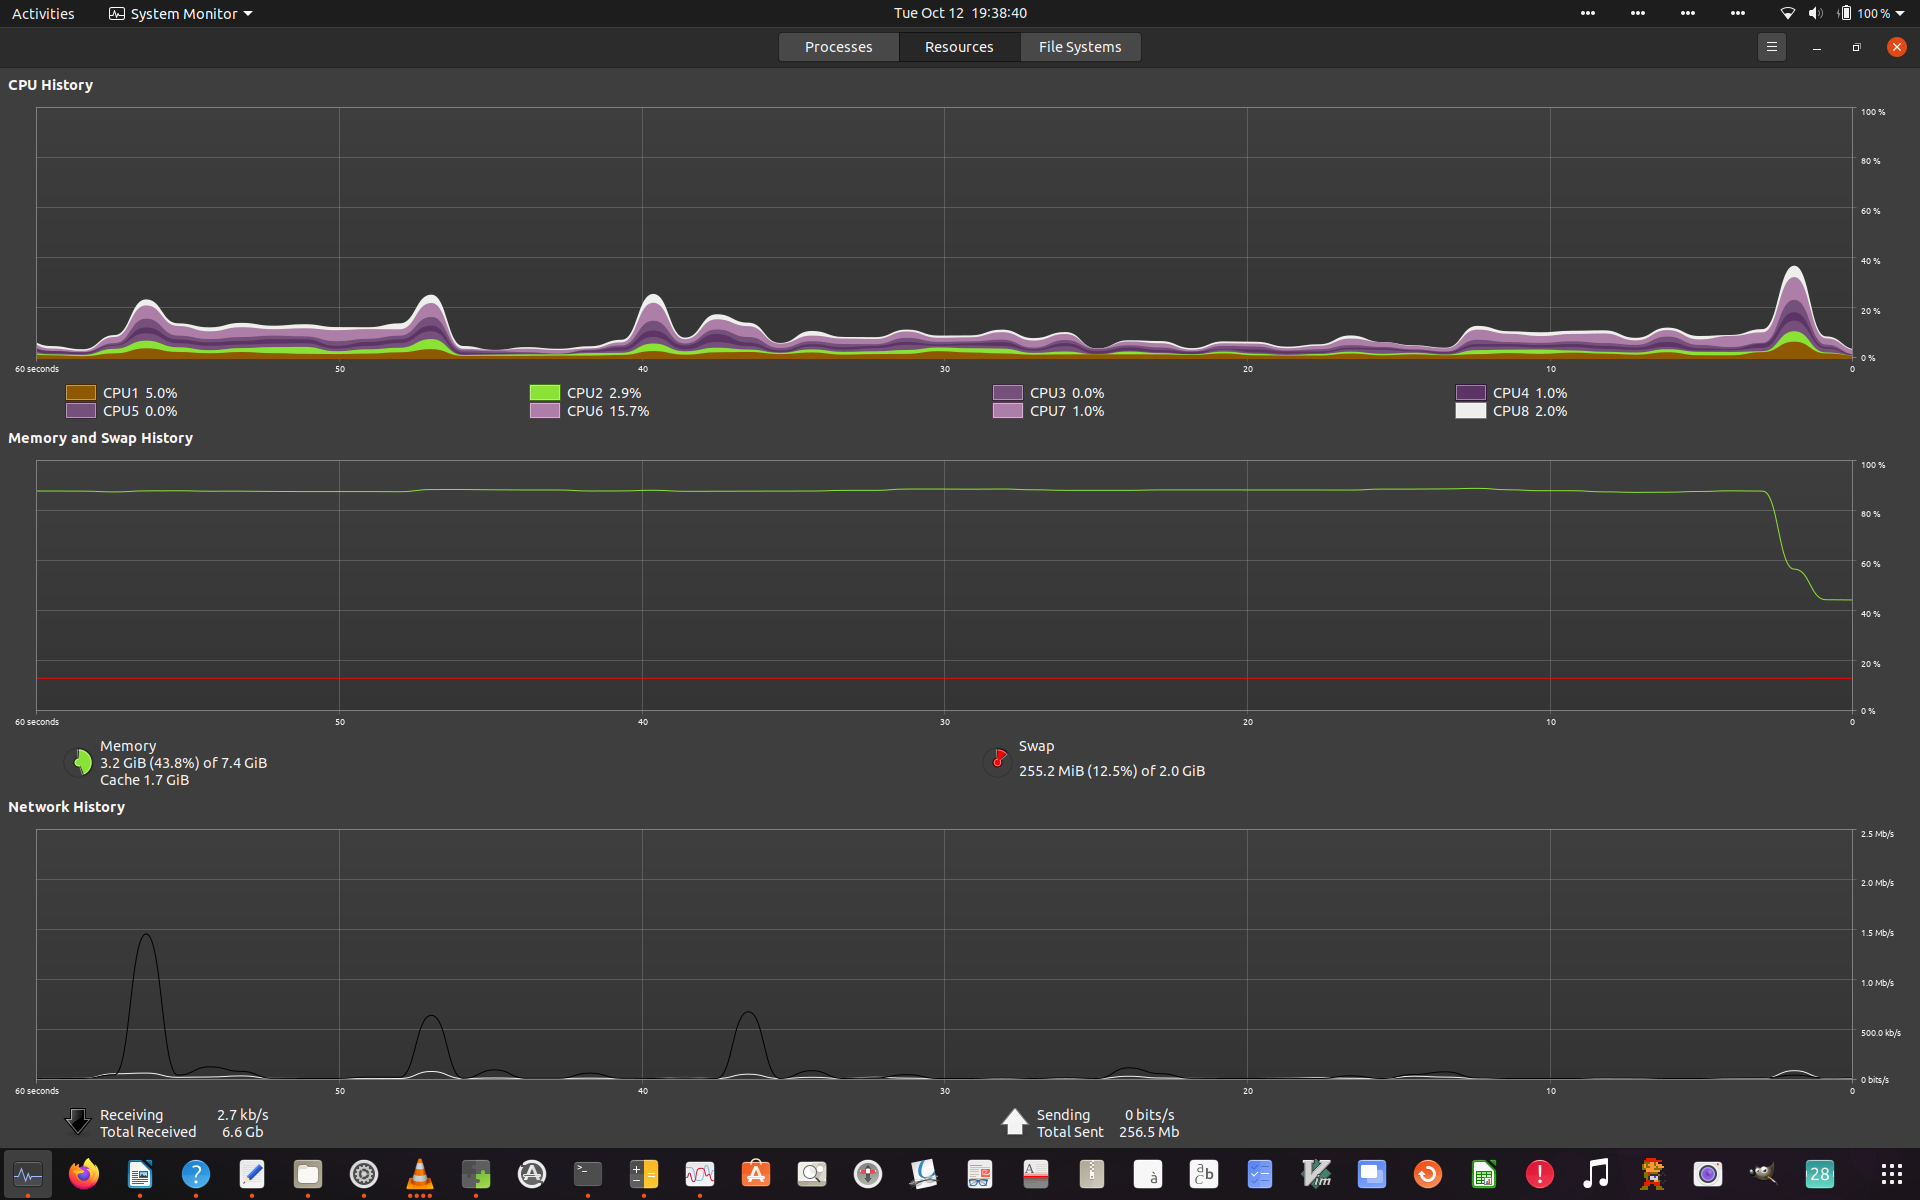 Activities System Monitor Tue Oct 12 19:38:40 100 %
Processes Resources File Systems
CPU History
100 %
80 %
60 %
40 %
20 %
0 %
60 seconds 50 40 30 20 10 0
CPU1 5.0% CPU2 2.9% CPU3 0.0% CPU4 1.0%
CPU5 0.0% CPU6 15.7% CPU7 1.0% CPU8 2.0%
Memory and Swap History
100 %
80 %
60 %
40 %
20 %
0 %
60 seconds 50 40 30 20 10 0
Memory Swap
3.2 GiB (43.8%) of 7.4 GiB 255.2 MiB (12.5%) of 2.0 GiB
Cache 1.7 GiB
Network History
2.5 Mb/s
2.0 Mb/s
1.5 Mb/s
1.0 Mb/s
500.0 kb/s
0 bits/s
60 seconds 50 40 30 20 10 0
Receiving 2.7 kb/s Sending 0 bits/s
Total Received 6.6 Gb Total Sent 256.5 Mb
? >_ A à ab c Vim ! 28